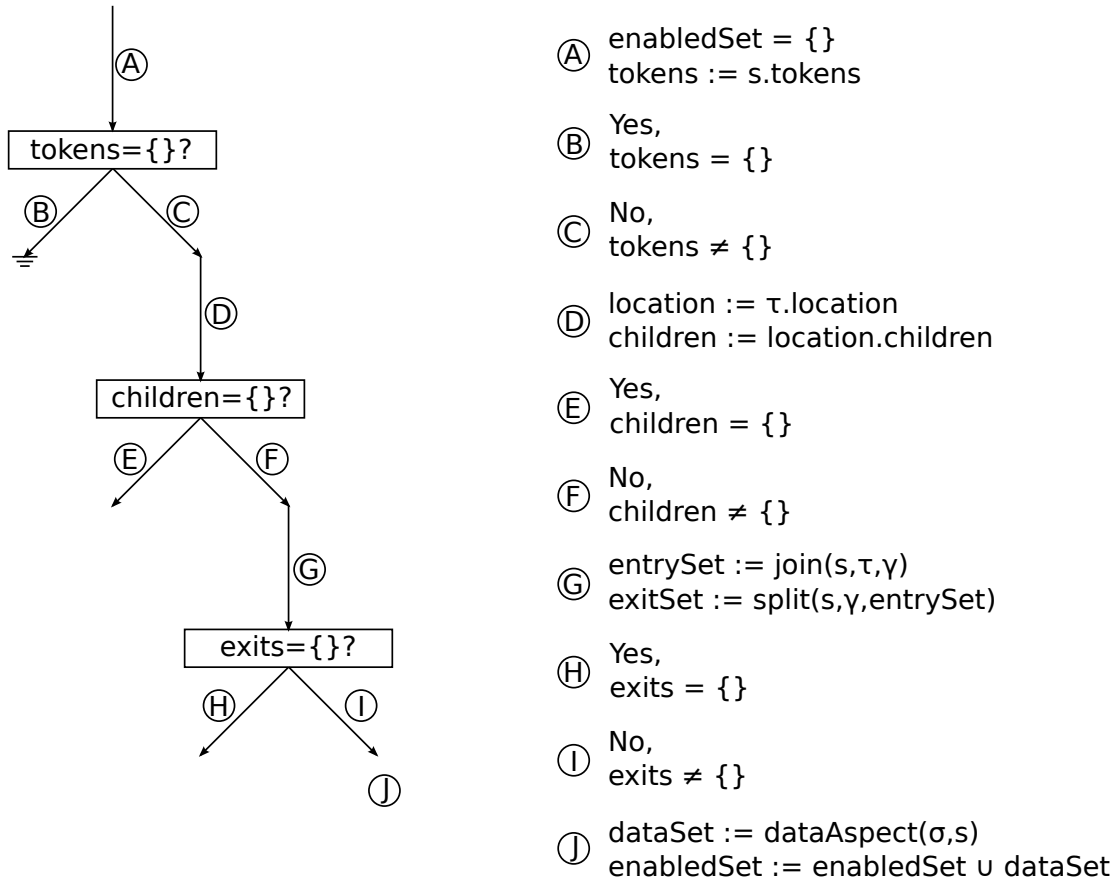 A
tokens={}?
B
C
D
children={}?
E
F
G
exits={}?
H
I
J
A
enabledSet = {}
tokens := s.tokens
B
Yes,
tokens = {}
C
No,
tokens ≠ {}
D
location := τ.location
children := location.children
E
Yes,
children = {}
F
No,
children ≠ {}
G
entrySet := join(s,τ,γ)
exitSet := split(s,γ,entrySet)
H
Yes,
exits = {}
I
No,
exits ≠ {}
J
dataSet := dataAspect(σ,s)
enabledSet := enabledSet ∪ dataSet